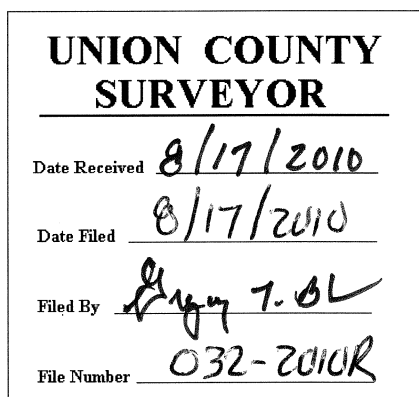 UNION COUNTY
SURVEYOR
Date Received 8/17/2010
Date Filed 8/17/2010
Filed By T.
File Number 032-2010R